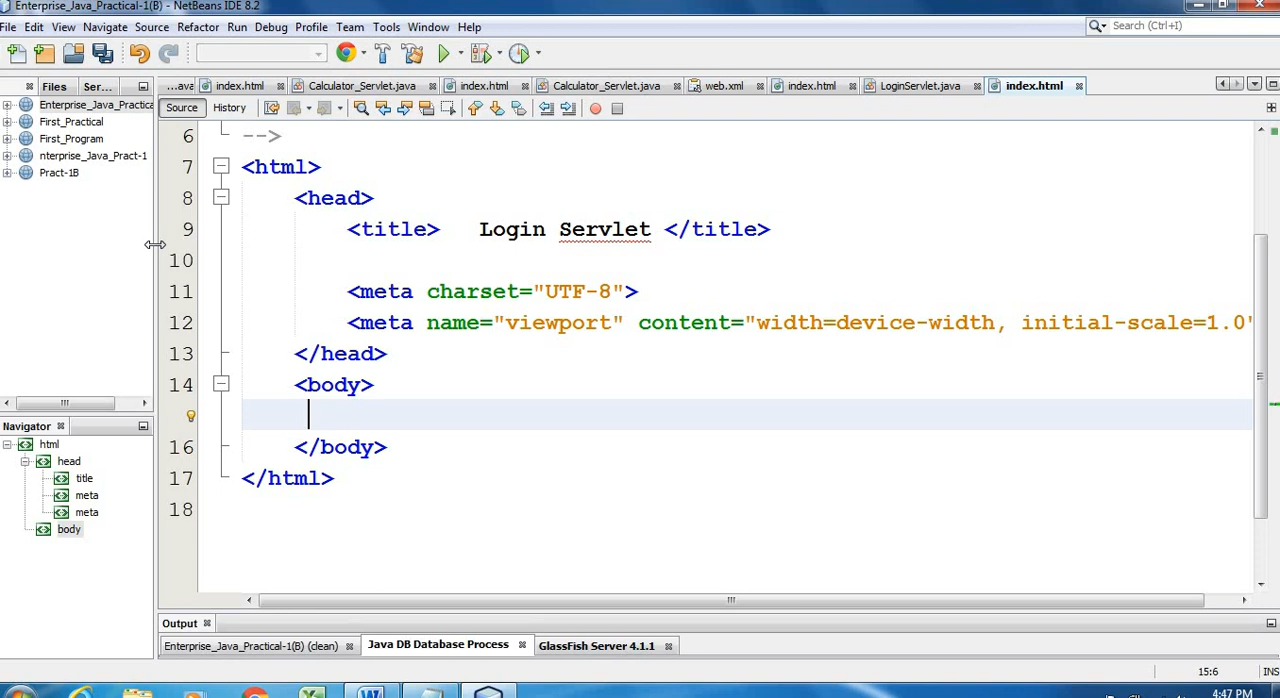 Enterprise_Java_Practical-1(B) - NetBeans IDE 8.2
File Edit View Navigate Source Refactor Run Debug Profile Team Tools Window Help
Search (Ctrl+I)
Files Ser... ...ava index.html Calculator_Servlet.java index.html Calculator_Servlet.java web.xml index.html LoginServlet.java index.html
Source History
Enterprise_Java_Practica
First_Practical
First_Program
nterprise_Java_Pract-1
Pract-1B
6 -->
7 <html>
8 <head>
9 <title> Login Servlet </title>
10
11 <meta charset="UTF-8">
12 <meta name="viewport" content="width=device-width, initial-scale=1.0"
13 </head>
14 <body>
16 </body>
17 </html>
18
Navigator
html
head
title
meta
meta
body
Output
Enterprise_Java_Practical-1(B) (clean) Java DB Database Process GlassFish Server 4.1.1
15:6 INS
4:47 PM